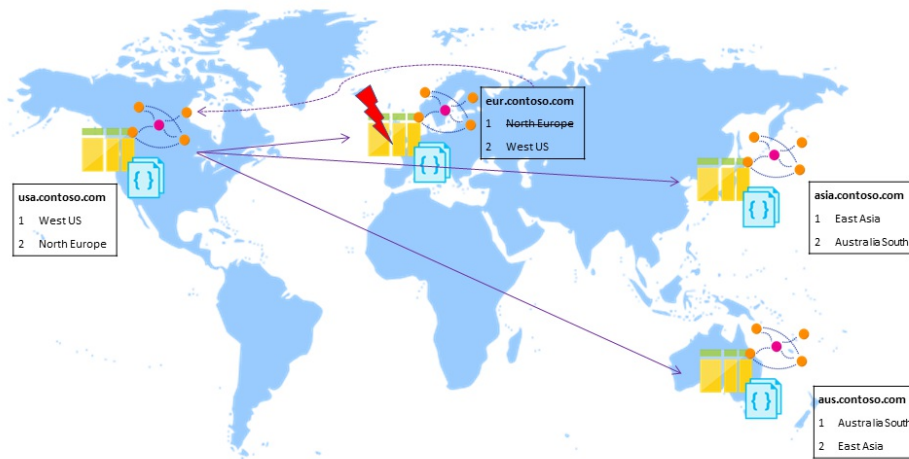 eur.contoso.com
1 North Europe
2 West US
usa.contoso.com
1 West US
2 North Europe
asia.contoso.com
1 East Asia
2 Australia South
aus.contoso.com
1 Australia South
2 East Asia
{ }
{ }
{ }
{ }